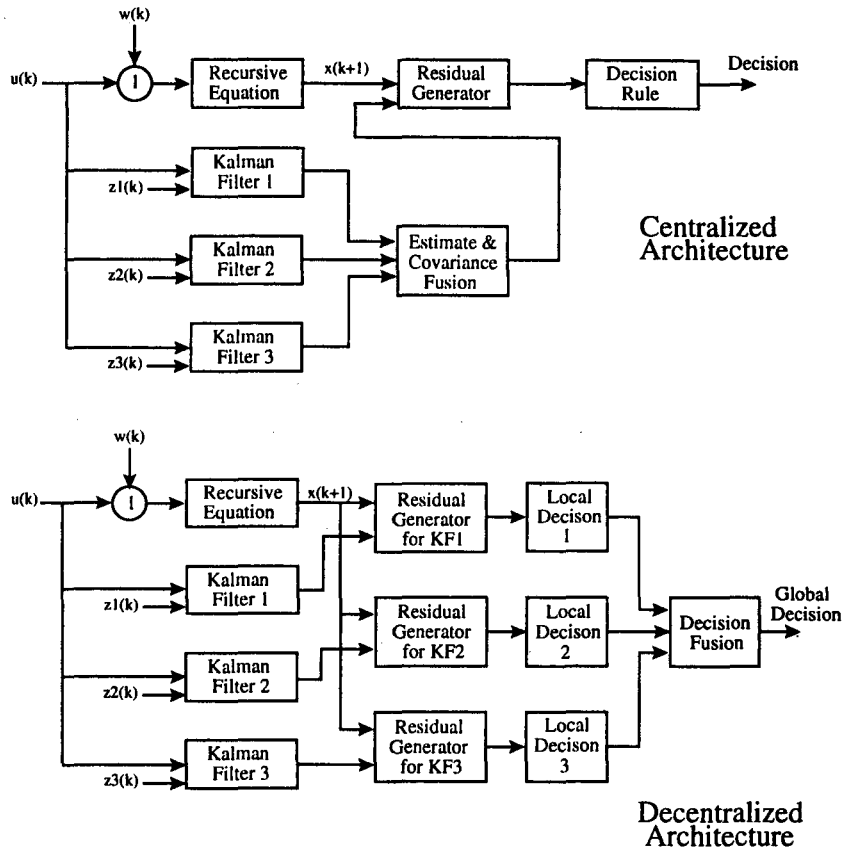 w(k)
u(k)
1
Recursive
Equation
x(k+1)
Residual
Generator
Decision
Rule
Decision
z1(k)
Kalman
Filter 1
z2(k)
Kalman
Filter 2
z3(k)
Kalman
Filter 3
Estimate &
Covariance
Fusion
Centralized
Architecture
w(k)
u(k)
1
Recursive
Equation
x(k+1)
Residual
Generator
for KF1
Local
Decison
1
z1(k)
Kalman
Filter 1
Residual
Generator
for KF2
Local
Decison
2
Decision
Fusion
Global
Decision
z2(k)
Kalman
Filter 2
z3(k)
Kalman
Filter 3
Residual
Generator
for KF3
Local
Decison
3
Decentralized
Architecture